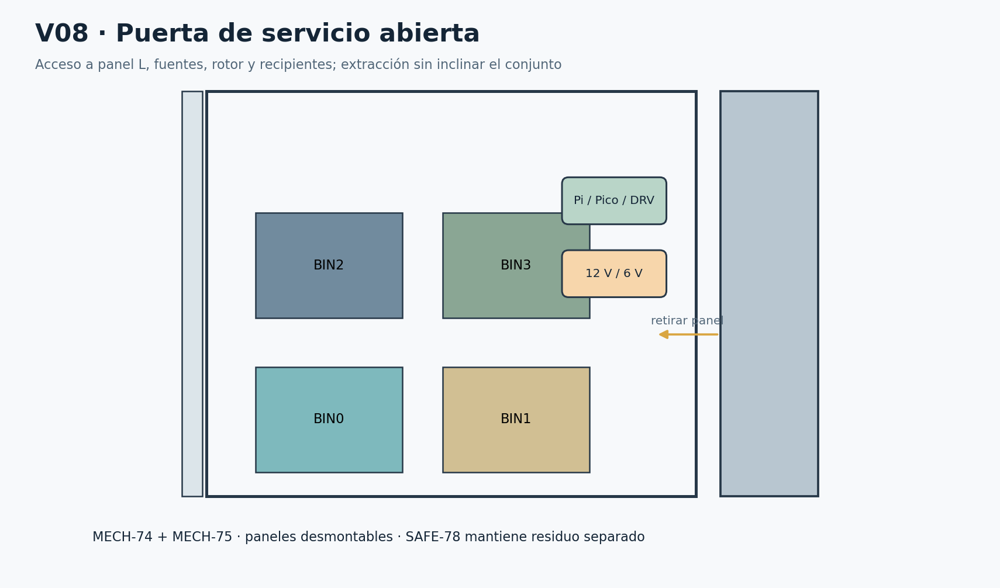 V08 · Puerta de servicio abierta
Acceso a panel L, fuentes, rotor y recipientes; extracción sin inclinar el conjunto
Pi / Pico / DRV
BIN2
BIN3
12 V / 6 V
retirar panel
BIN0
BIN1
MECH-74 + MECH-75 · paneles desmontables · SAFE-78 mantiene residuo separado